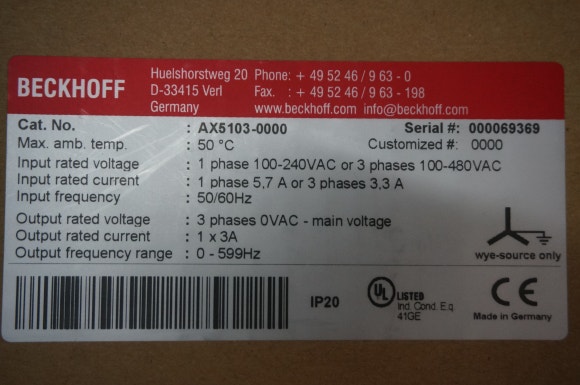 BECKHOFF
Huelshorstweg 20 Phone: + 49 52 46 / 9 63 - 0
D-33415 Verl Fax. : + 49 52 46 / 9 63 - 198
Germany www.beckhoff.com info@beckhoff.com
Cat. No. : AX5103-0000 Serial #: 000069369
Max. amb. temp. : 50 °C Customized #: 0000
Input rated voltage : 1 phase 100-240VAC or 3 phases 100-480VAC
Input rated current : 1 phase 5,7 A or 3 phases 3,3 A
Input frequency : 50/60Hz
Output rated voltage : 3 phases 0VAC - main voltage
Output rated current : 1 x 3A
Output frequency range : 0 - 599Hz
wye-source only
IP20
UL LISTED
Ind. Cond. Eq.
41GE
CE
Made in Germany